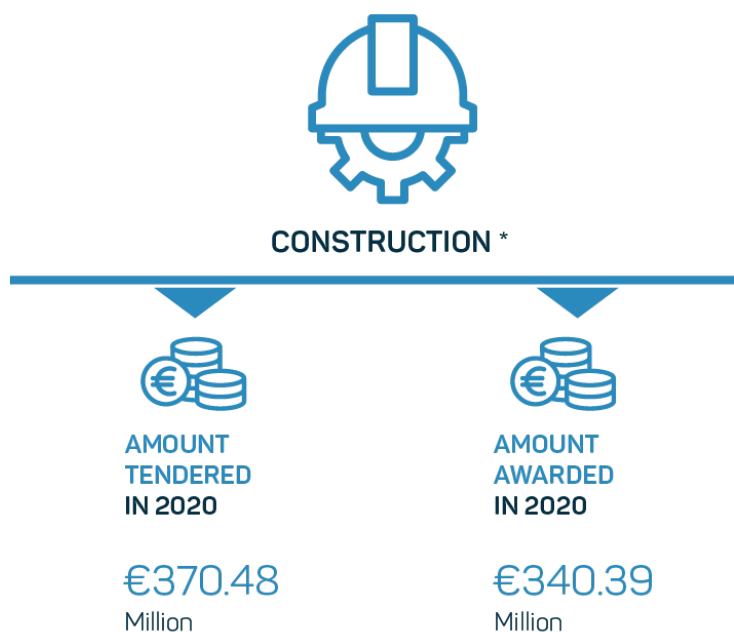 CONSTRUCTION *
AMOUNT
TENDERED
IN 2020
€370.48
Million
AMOUNT
AWARDED
IN 2020
€340.39
Million